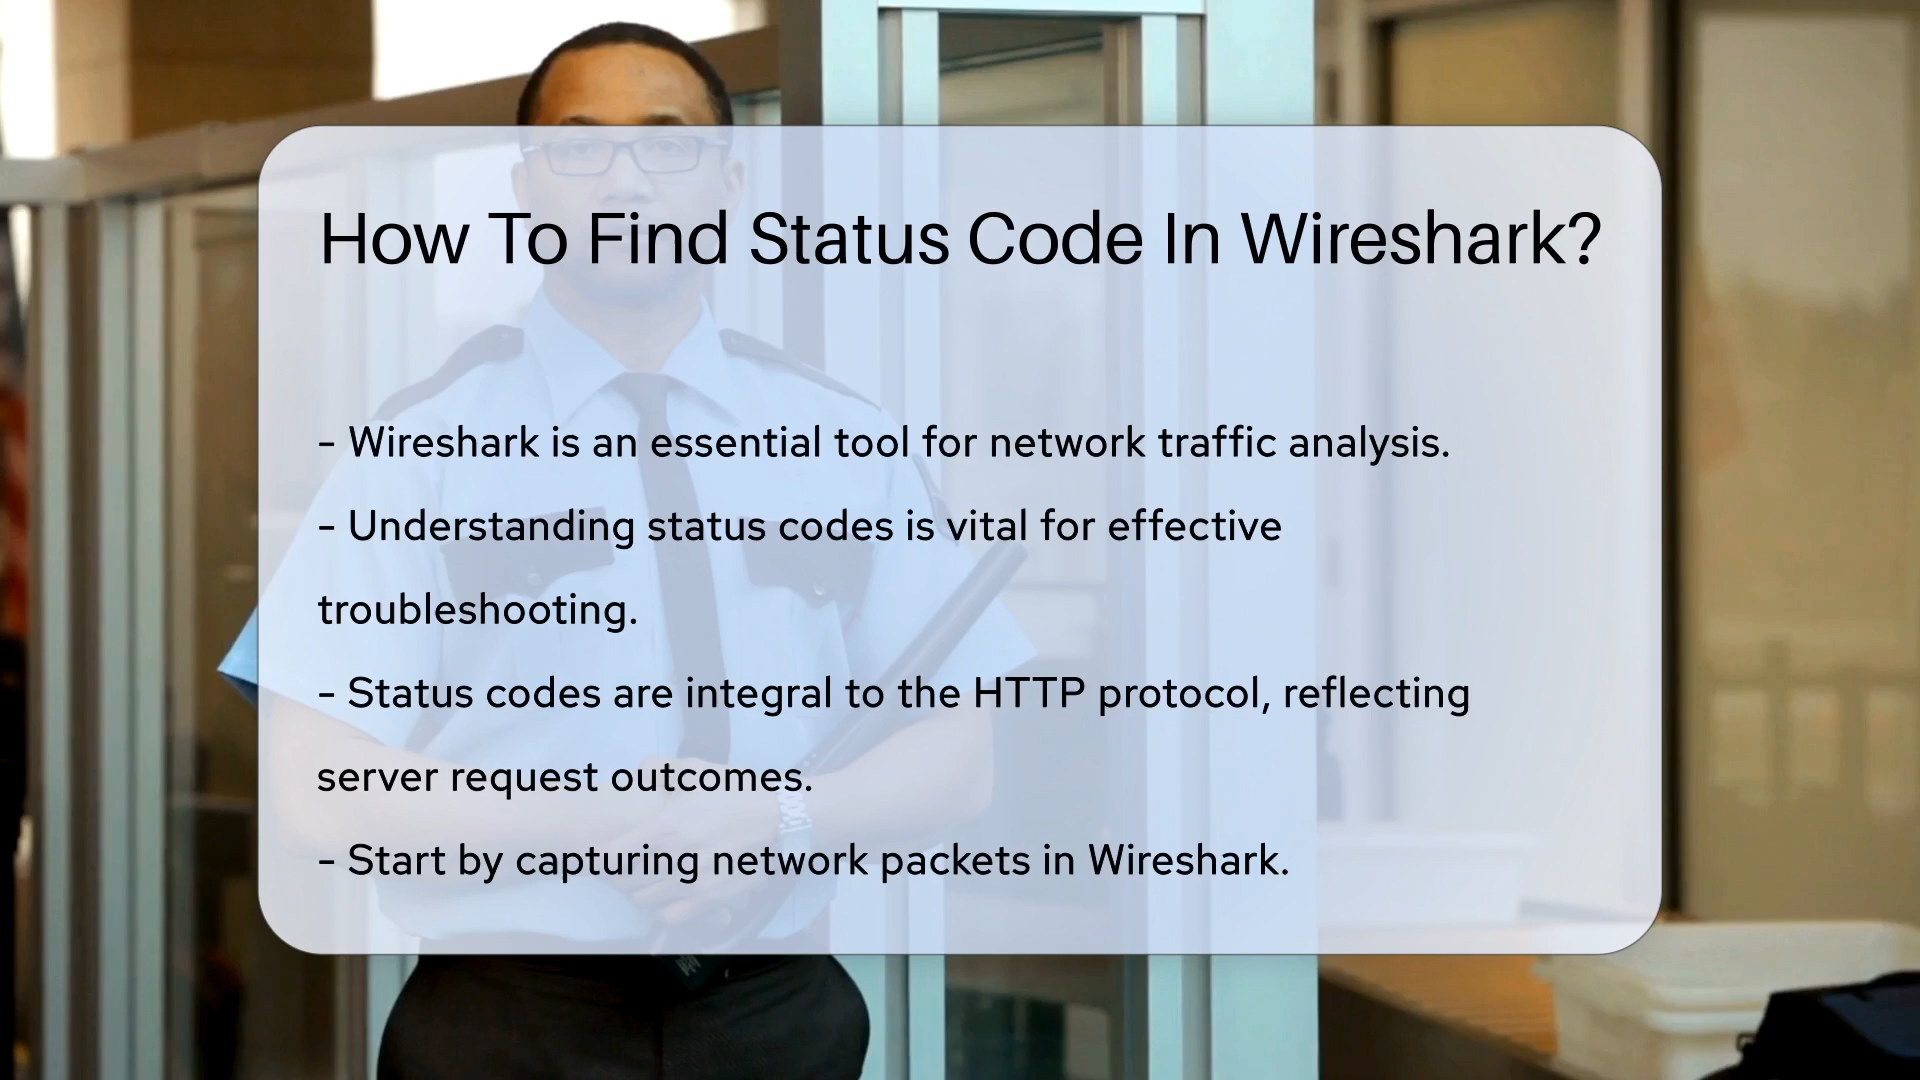 How To Find Status Code In Wireshark?
- Wireshark is an essential tool for network traffic analysis.
- Understanding status codes is vital for effective
troubleshooting.
- Status codes are integral to the HTTP protocol, reflecting
server request outcomes.
- Start by capturing network packets in Wireshark.